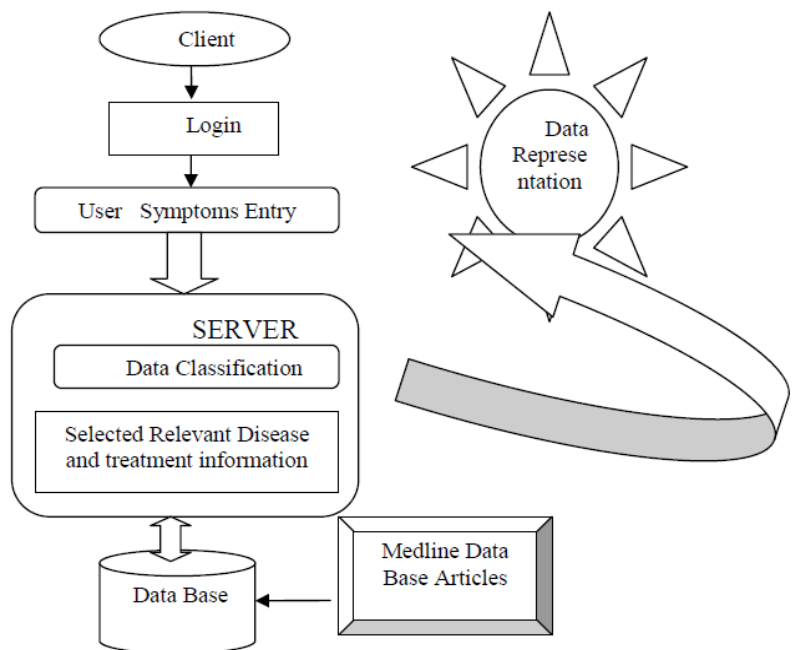 Client
Login
User Symptoms Entry
SERVER
Data Classification
Selected Relevant Disease
and treatment information
Data Base
Medline Data
Base Articles
Data
Represe
ntation